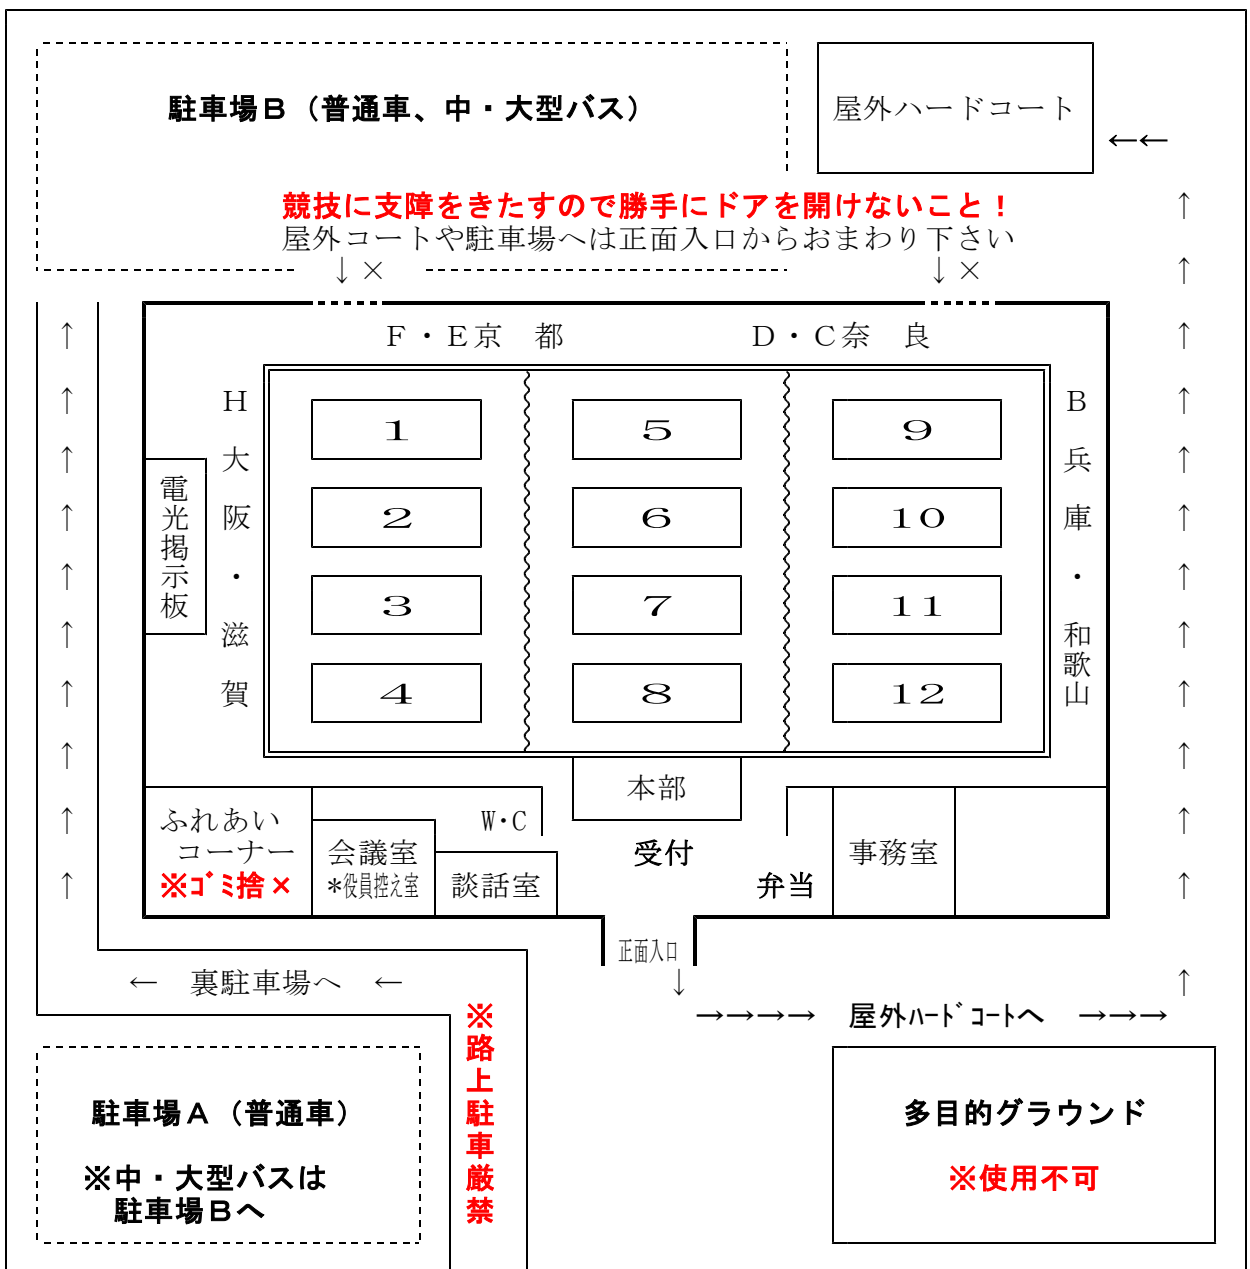 駐車場Ｂ（普通車、中・大型バス）
屋外ハードコート
←←
競技に支障をきたすので勝手にドアを開けないこと！
屋外コートや駐車場へは正面入口からおまわり下さい
↓×
↓×
Ｆ・Ｅ京　都
Ｄ・Ｃ奈　良
Ｈ大阪・滋賀
Ｂ兵庫・和歌山
電光掲示板
1
5
9
2
6
10
3
7
11
4
8
12
本部
ふれあい
コーナー
※ｺﾞﾐ捨×
会議室
*役員控え室
W・C
談話室
受付
弁当
事務室
正面入口
↓
←　裏駐車場へ　←
→→→→　屋外ﾊｰﾄﾞｺｰﾄへ　→→→
※路上駐車厳禁
駐車場Ａ（普通車）
※中・大型バスは
駐車場Ｂへ
多目的グラウンド
※使用不可